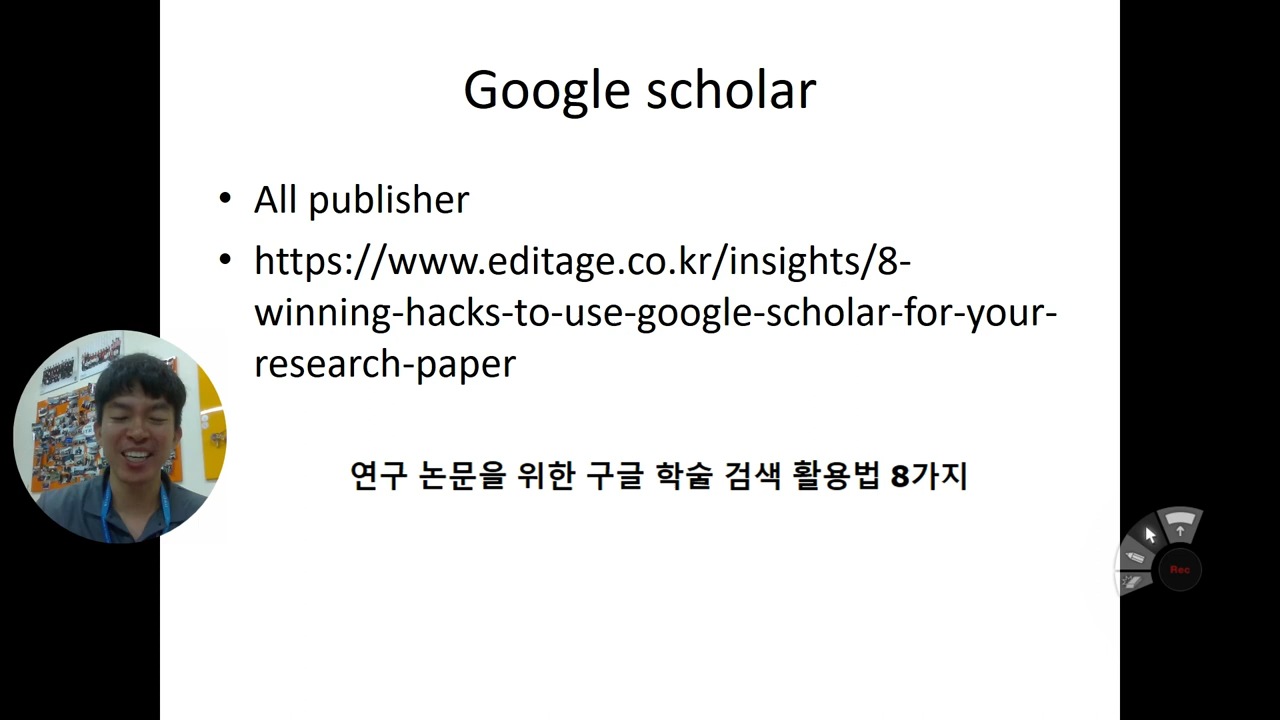 Google scholar
• All publisher
• https://www.editage.co.kr/insights/8-
winning-hacks-to-use-google-scholar-for-your-
research-paper
연구 논문을 위한 구글 학술 검색 활용법 8가지
Rec